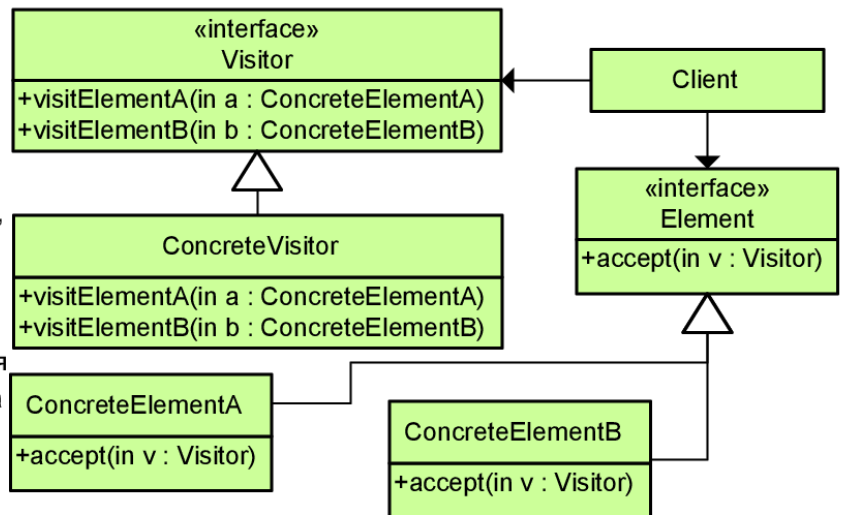 «interface»
Visitor
+visitElementA(in a : ConcreteElementA)
+visitElementB(in b : ConcreteElementB)
Client
«interface»
Element
+accept(in v : Visitor)
ConcreteVisitor
+visitElementA(in a : ConcreteElementA)
+visitElementB(in b : ConcreteElementB)
ConcreteElementA
+accept(in v : Visitor)
ConcreteElementB
+accept(in v : Visitor)